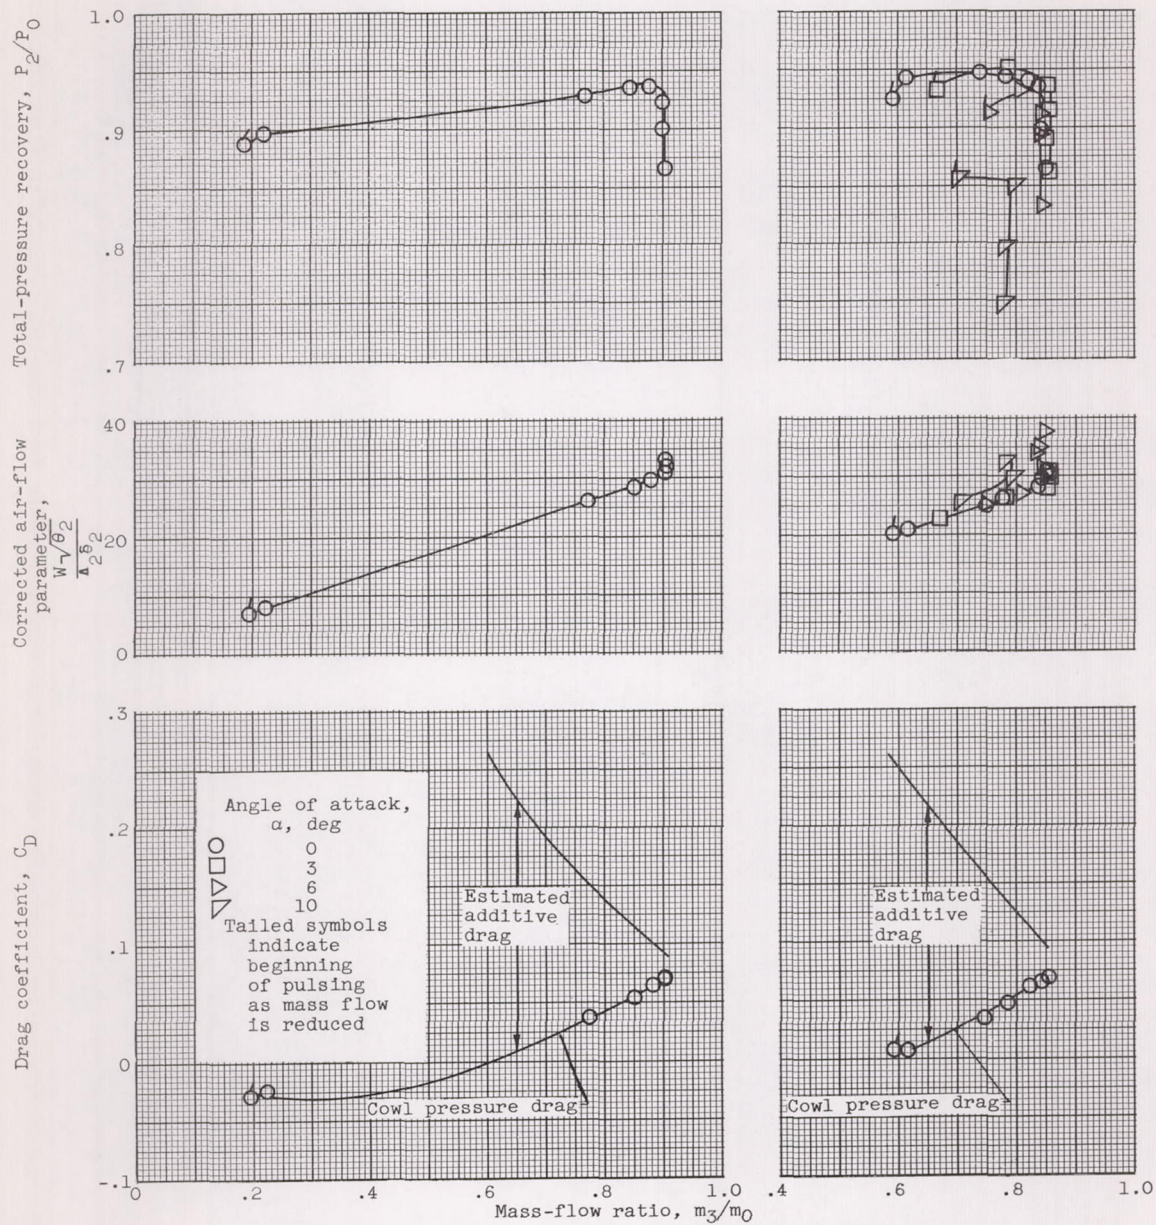 Total-pressure recovery, P2/P0
1.0
.9
.8
.7
Corrected air-flow
parameter,
W√θ2
A2δ2
40
20
0
Drag coefficient, CD
.3
.2
.1
0
-.1
Angle of attack,
α, deg
0
3
6
10
Tailed symbols
indicate
beginning
of pulsing
as mass flow
is reduced
Estimated
additive
drag
Cowl pressure drag
Estimated
additive
drag
Cowl pressure drag
0 .2 .4 .6 .8 1.0
.4 .6 .8 1.0
Mass-flow ratio, m3/m0